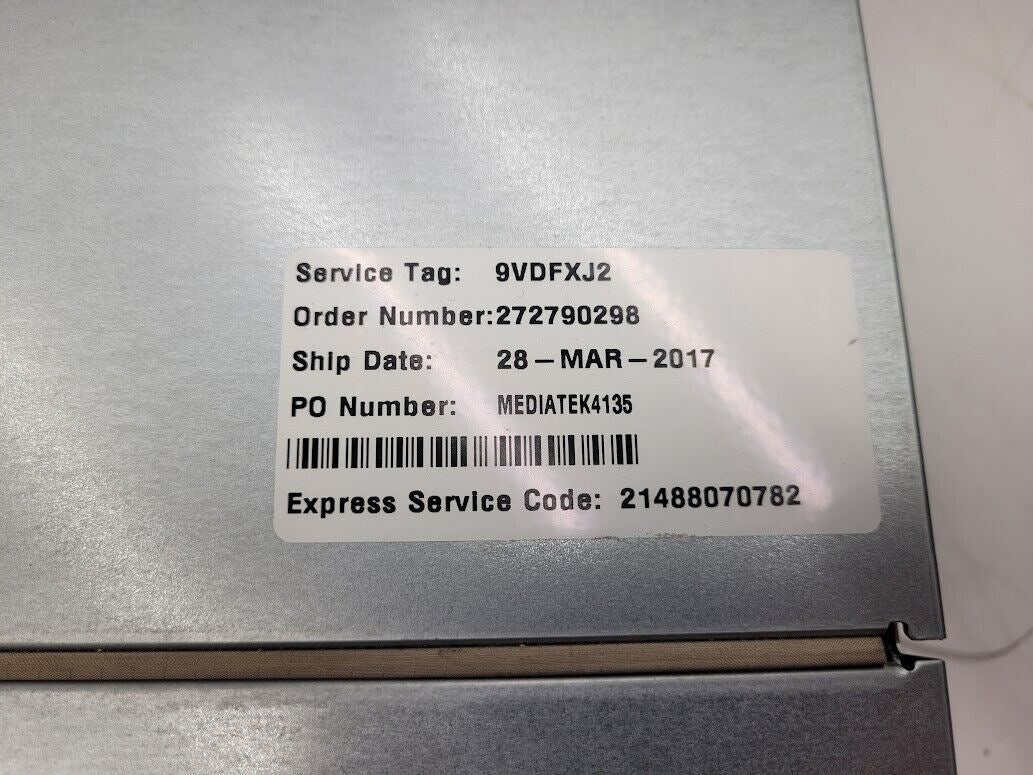 Service Tag: 9VDFXJ2
Order Number:272790298
Ship Date: 28-MAR-2017
PO Number: MEDIATEK4135
Express Service Code: 21488070782